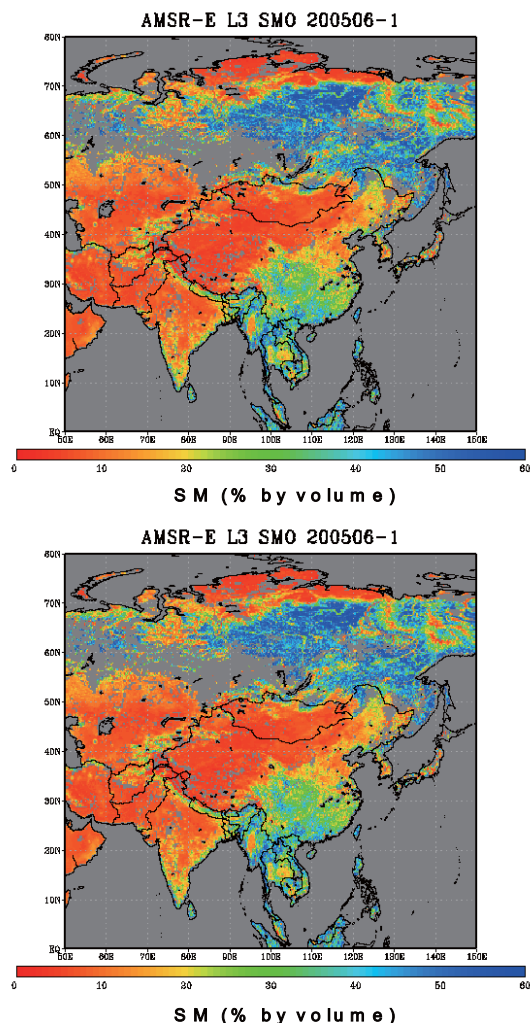 AMSR-E L3 SMO 200506-1
80N
70N
60N
50N
40N
30N
20N
10N
EQ
50E 60E 70E 80E 90E 100E 110E 120E 130E 140E 150E
0 10 20 30 40 50 60
SM (% by volume)
AMSR-E L3 SMO 200506-1
80N
70N
60N
50N
40N
30N
20N
10N
EQ
50E 60E 70E 80E 90E 100E 110E 120E 130E 140E 150E
0 10 20 30 40 50 60
SM (% by volume)